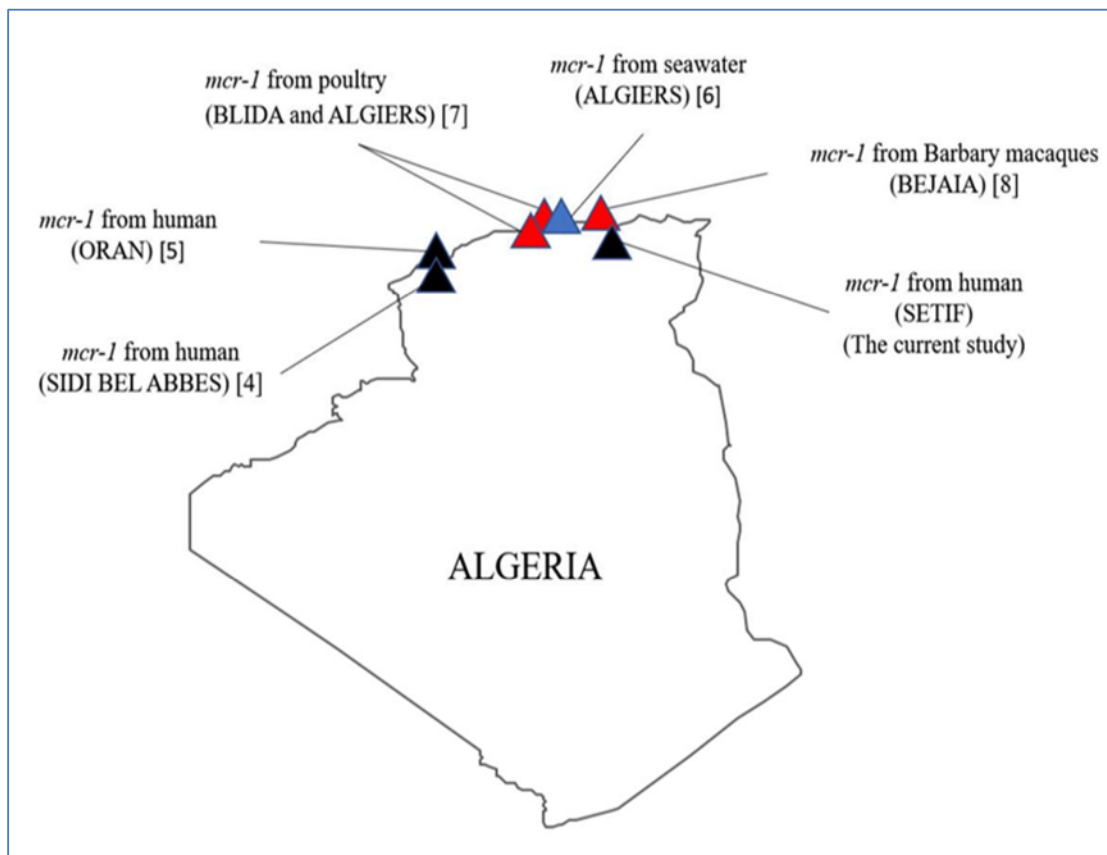 mcr-1 from poultry
(BLIDA and ALGIERS) [7]
mcr-1 from seawater
(ALGIERS) [6]
mcr-1 from Barbary macaques
(BEJAIA) [8]
mcr-1 from human
(ORAN) [5]
mcr-1 from human
(SETIF)
(The current study)
mcr-1 from human
(SIDI BEL ABBES) [4]
ALGERIA